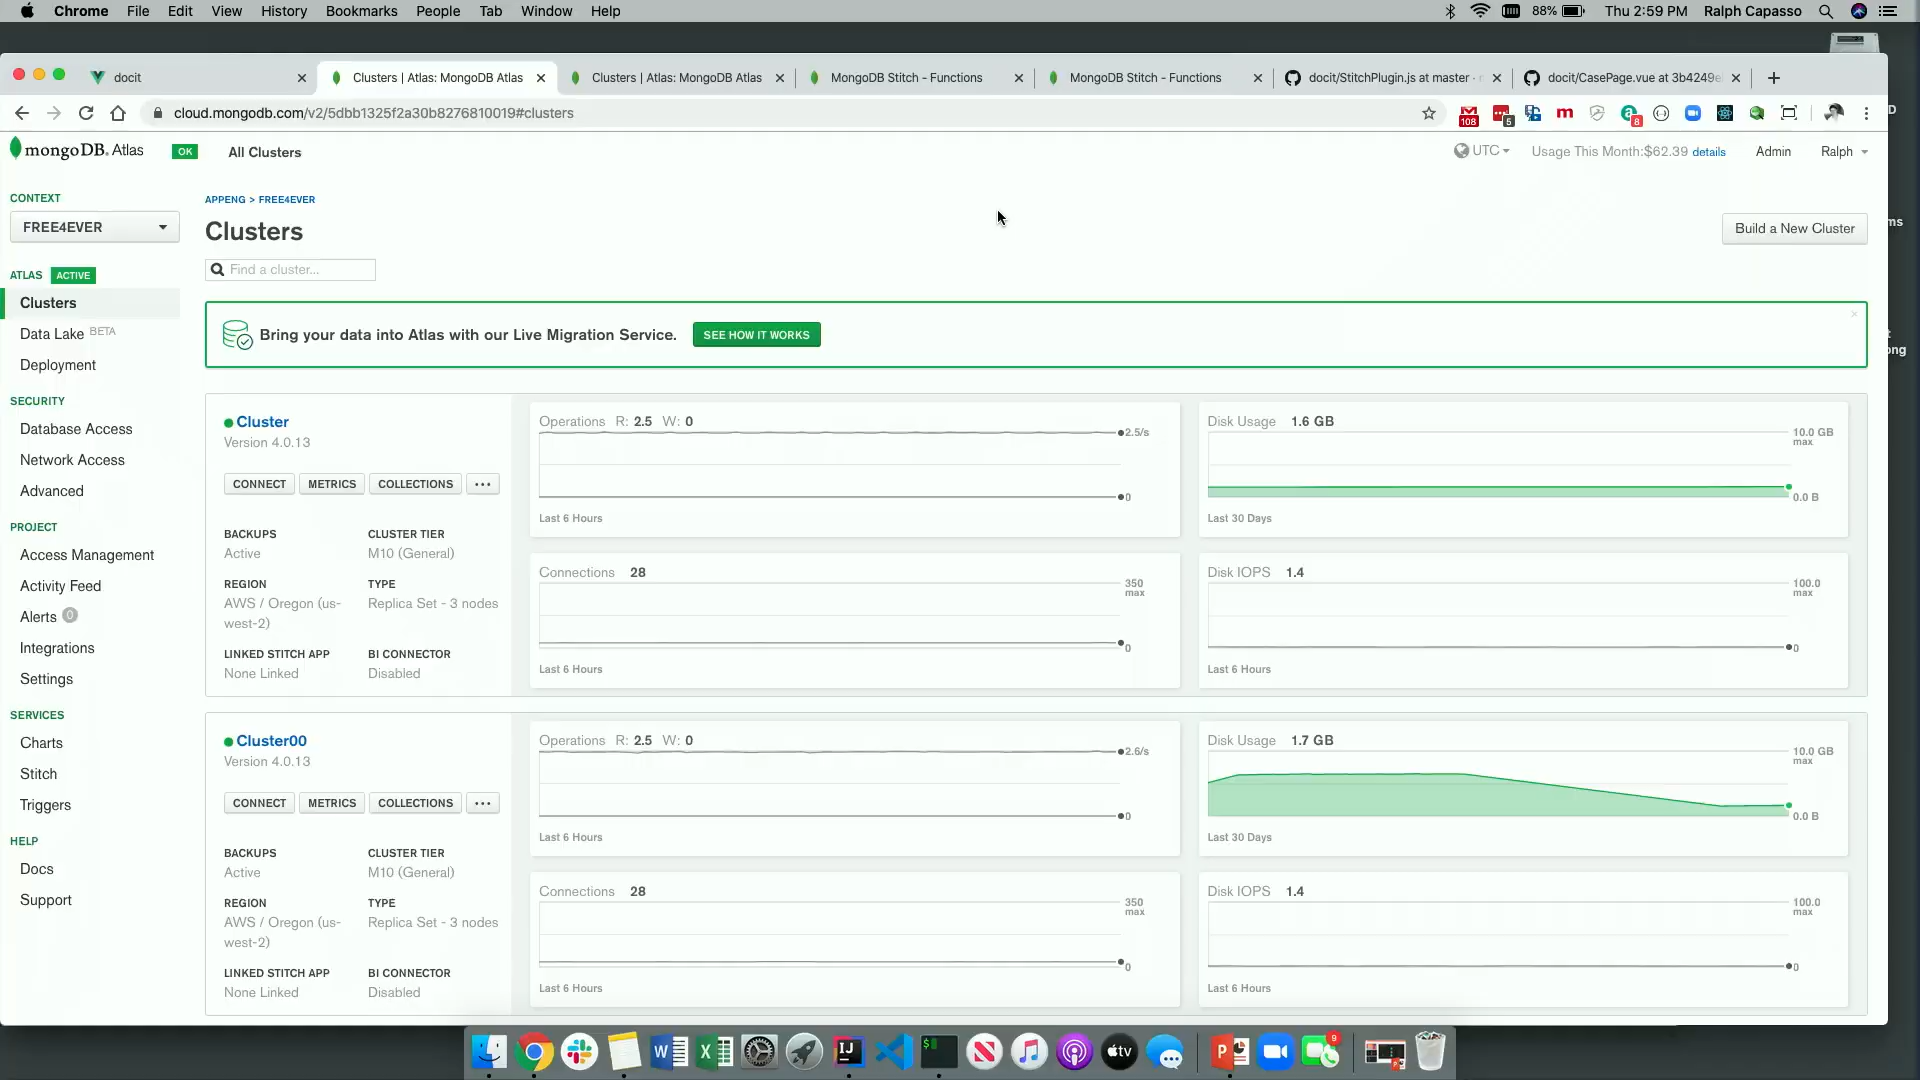 Chrome File Edit View History Bookmarks People Tab Window Help
88% Thu 2:59 PM Ralph Capasso
docit
Clusters | Atlas: MongoDB Atlas
Clusters | Atlas: MongoDB Atlas
MongoDB Stitch - Functions
MongoDB Stitch - Functions
docit/StitchPlugin.js at master ·
docit/CasePage.vue at 3b4249e
cloud.mongodb.com/v2/5dbb1325f2a30b8276810019#clusters
108
5
8
mongoDB. Atlas
OK
All Clusters
UTC
Usage This Month:$62.39 details
Admin
Ralph
CONTEXT
FREE4EVER
ATLAS ACTIVE
Clusters
Data Lake BETA
Deployment
SECURITY
Database Access
Network Access
Advanced
PROJECT
Access Management
Activity Feed
Alerts 0
Integrations
Settings
SERVICES
Charts
Stitch
Triggers
HELP
Docs
Support
APPENG > FREE4EVER
Clusters
Build a New Cluster
Find a cluster...
Bring your data into Atlas with our Live Migration Service. SEE HOW IT WORKS
Cluster
Version 4.0.13
CONNECT METRICS COLLECTIONS ...
BACKUPS
Active
CLUSTER TIER
M10 (General)
REGION
AWS / Oregon (us-
west-2)
TYPE
Replica Set - 3 nodes
LINKED STITCH APP
None Linked
BI CONNECTOR
Disabled
Operations R: 2.5 W: 0
2.5/s
0
Last 6 Hours
Disk Usage 1.6 GB
10.0 GB
max
0.0 B
Last 30 Days
Connections 28
350
max
0
Last 6 Hours
Disk IOPS 1.4
100.0
max
0
Last 6 Hours
Cluster00
Version 4.0.13
CONNECT METRICS COLLECTIONS ...
BACKUPS
Active
CLUSTER TIER
M10 (General)
REGION
AWS / Oregon (us-
west-2)
TYPE
Replica Set - 3 nodes
LINKED STITCH APP
None Linked
BI CONNECTOR
Disabled
Operations R: 2.5 W: 0
2.6/s
0
Last 6 Hours
Disk Usage 1.7 GB
10.0 GB
max
0.0 B
Last 30 Days
Connections 28
350
max
0
Last 6 Hours
Disk IOPS 1.4
100.0
max
0
Last 6 Hours
D
ms
t
ong
W
X
IJ
$
tv
P
9